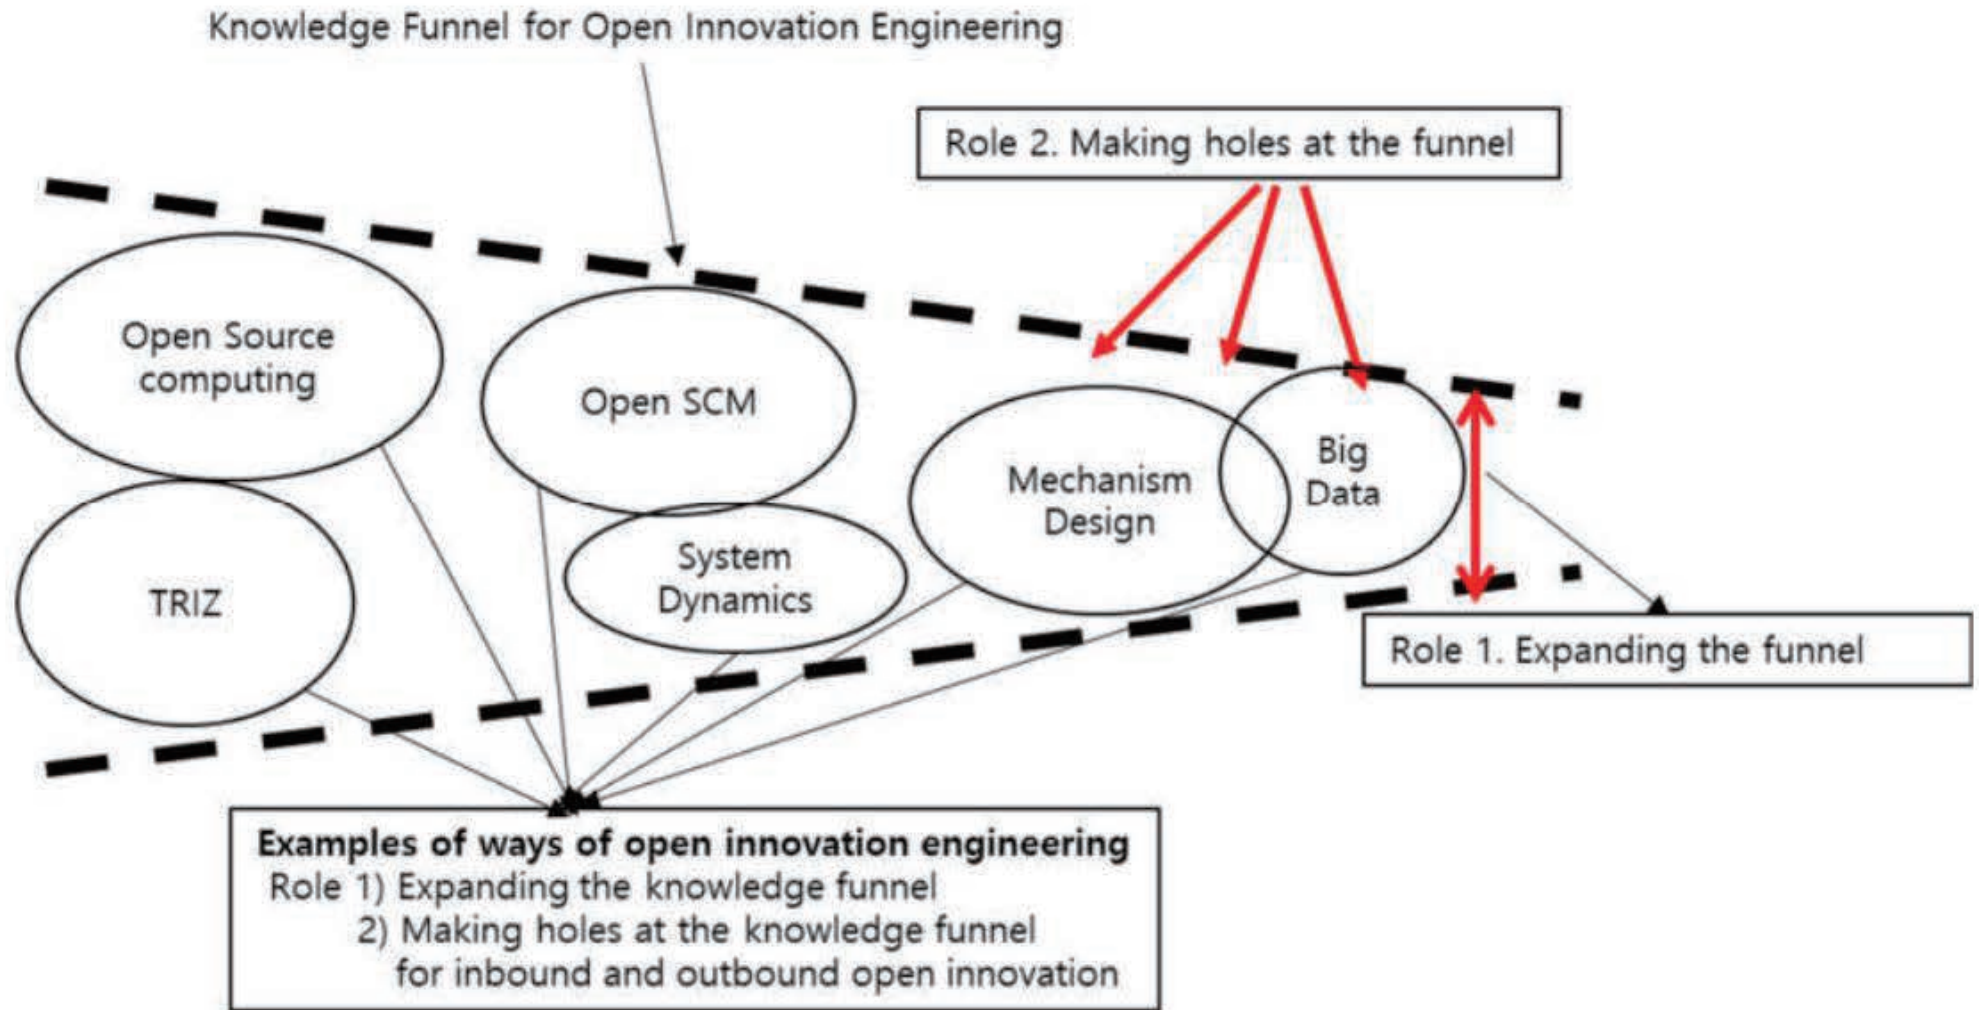 Knowledge Funnel for Open Innovation Engineering
Role 2. Making holes at the funnel
Open Source
computing
Open SCM
Mechanism
Design
Big
Data
TRIZ
System
Dynamics
Role 1. Expanding the funnel
Examples of ways of open innovation engineering
Role 1) Expanding the knowledge funnel
2) Making holes at the knowledge funnel
for inbound and outbound open innovation